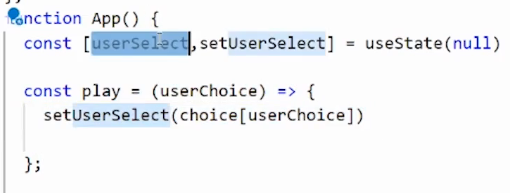 nction App() {
const [userSelect,setUserSelect] = useState(null)
const play = (userChoice) => {
setUserSelect(choice[userChoice])
};